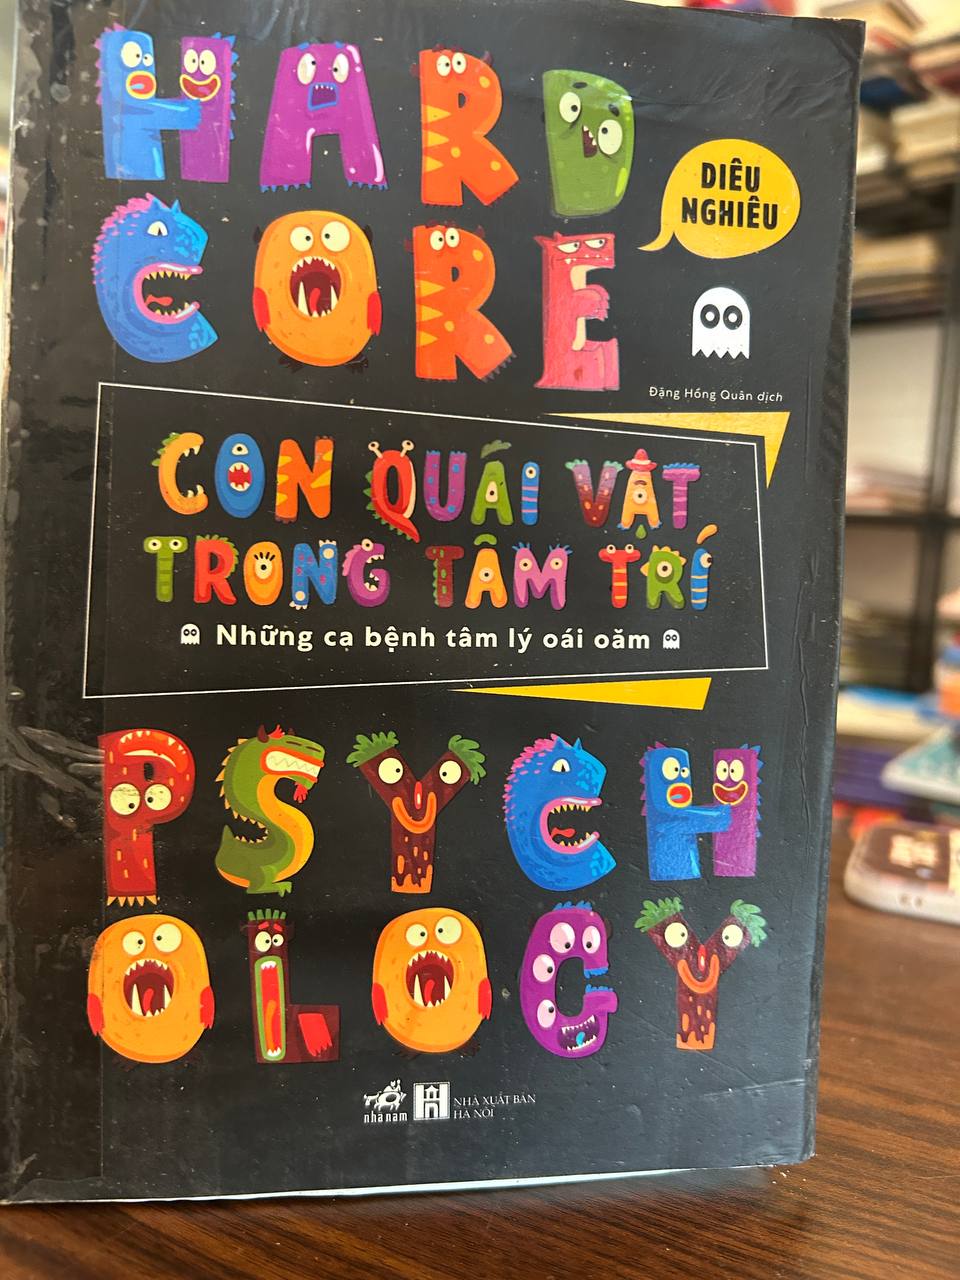 HARD
CORE
DIÊU
NGHIÊU
Đặng Hồng Quân dịch
CON QUÁI VẬT
TRONG TÂM TRÍ
Những ca bệnh tâm lý oái oăm
PSYCH
OLOGY
nhã nam
NHÀ XUẤT BẢN
HÀ NỘI